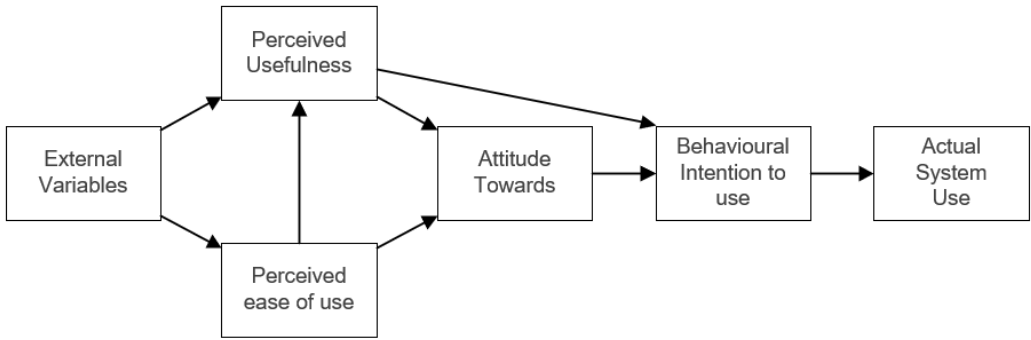 Perceived
Usefulness
External
Variables
Attitude
Towards
Behavioural
Intention to
use
Actual
System
Use
Perceived
ease of use